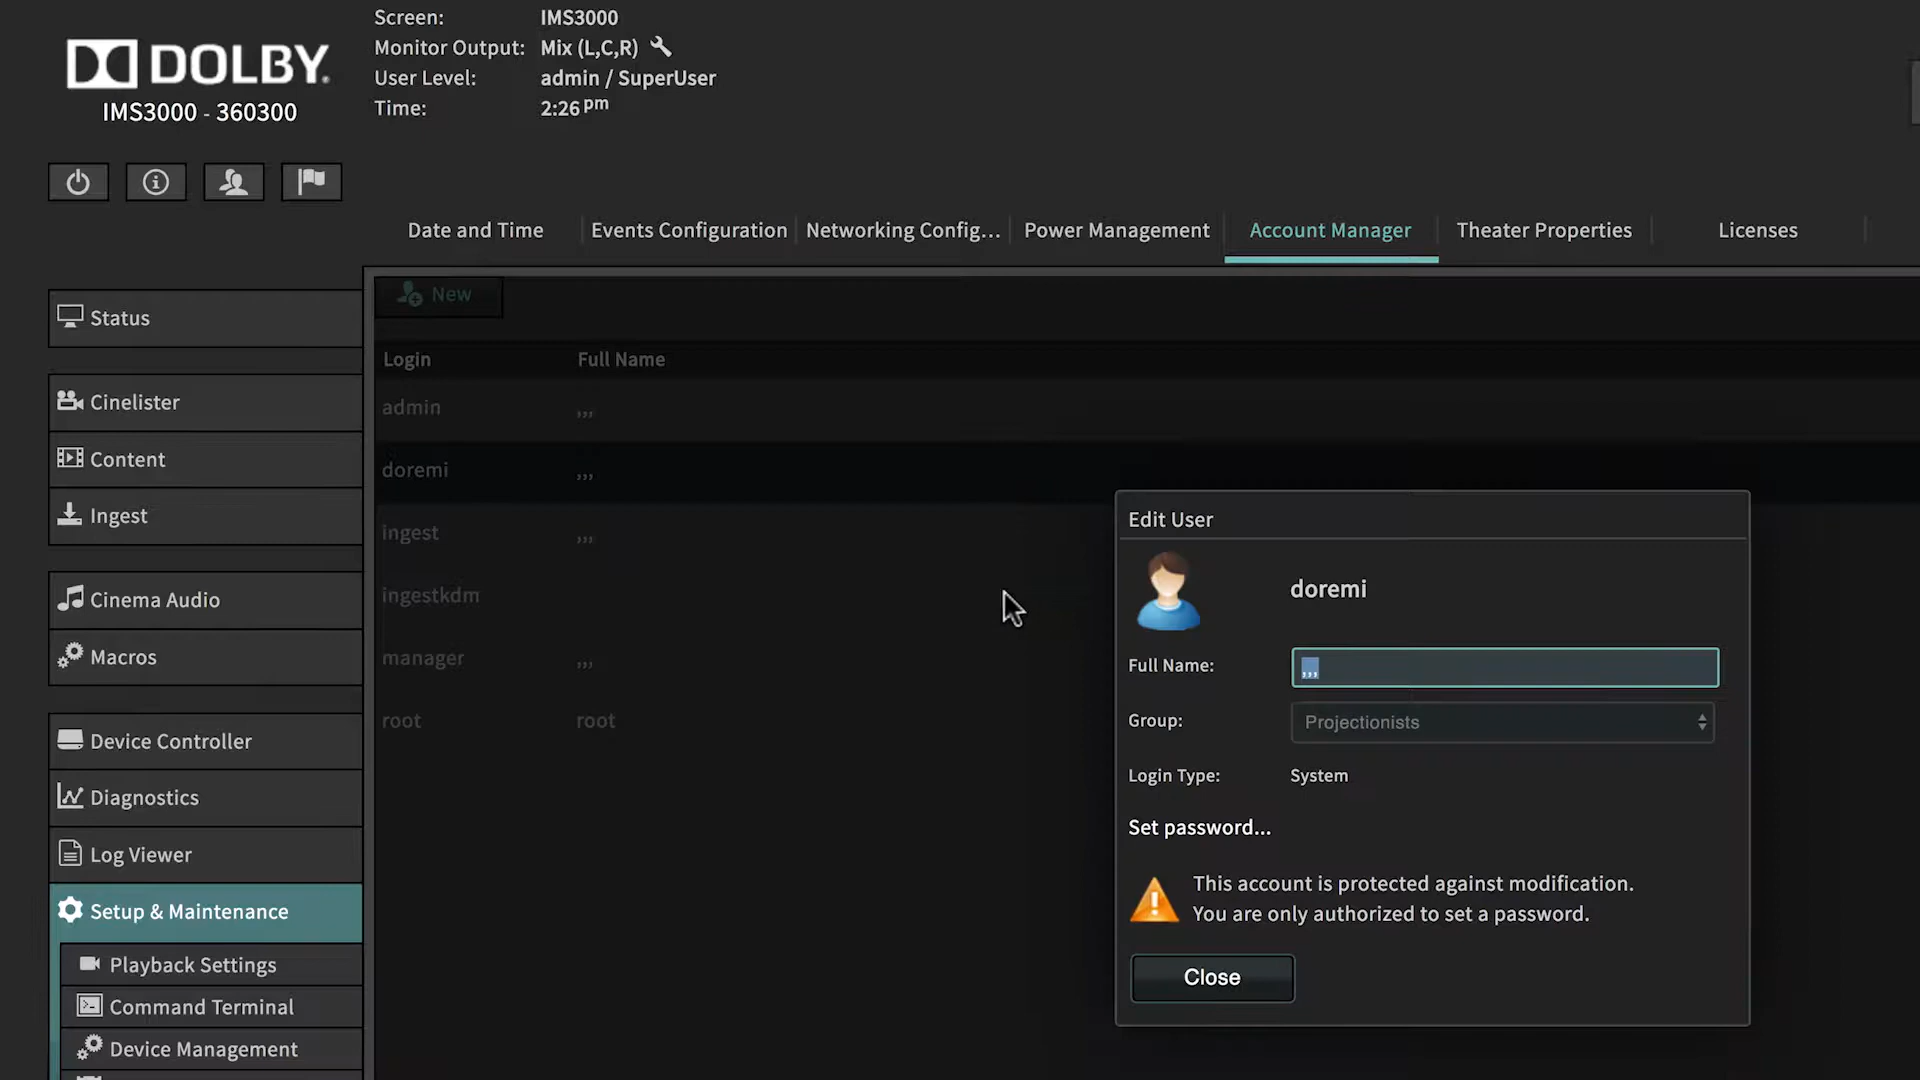 Screen: IMS3000
Monitor Output: Mix (L,C,R)
User Level: admin / SuperUser
Time: 2:26 pm
DOLBY
IMS3000 - 360300
Date and Time Events Configuration Networking Config... Power Management Account Manager Theater Properties Licenses
New
Login Full Name
admin ,,,
doremi ,,,
ingest ,,,
ingestkdm
manager ,,,
root root
Status
Cinelister
Content
Ingest
Cinema Audio
Macros
Device Controller
Diagnostics
Log Viewer
Setup & Maintenance
Playback Settings
Command Terminal
Device Management
Edit User
doremi
Full Name: ,,,
Group: Projectionists
Login Type: System
Set password...
This account is protected against modification.
You are only authorized to set a password.
Close